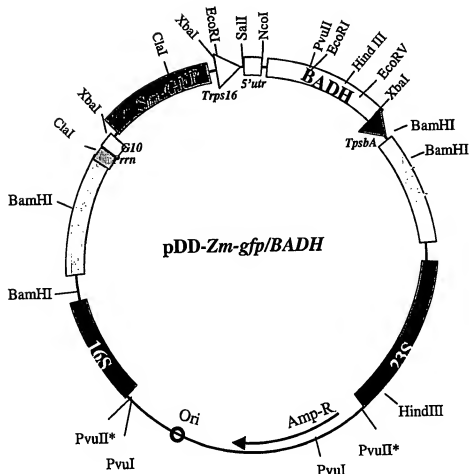 XbaI
EcoRI
SalI
NcoI
PvuII
EcoRI
Hind III
EcoRV
XbaI
BamHI
BamHI
ClaI
XbaI
ClaI
BamHI
BamHI
Trps16
5'utr
BADH
TpsbA
G10
Prrn
pDD-Zm-gfp/BADH
16S
23S
Ori
Amp-R
HindIII
PvuII*
PvuI
PvuII*
PvuI